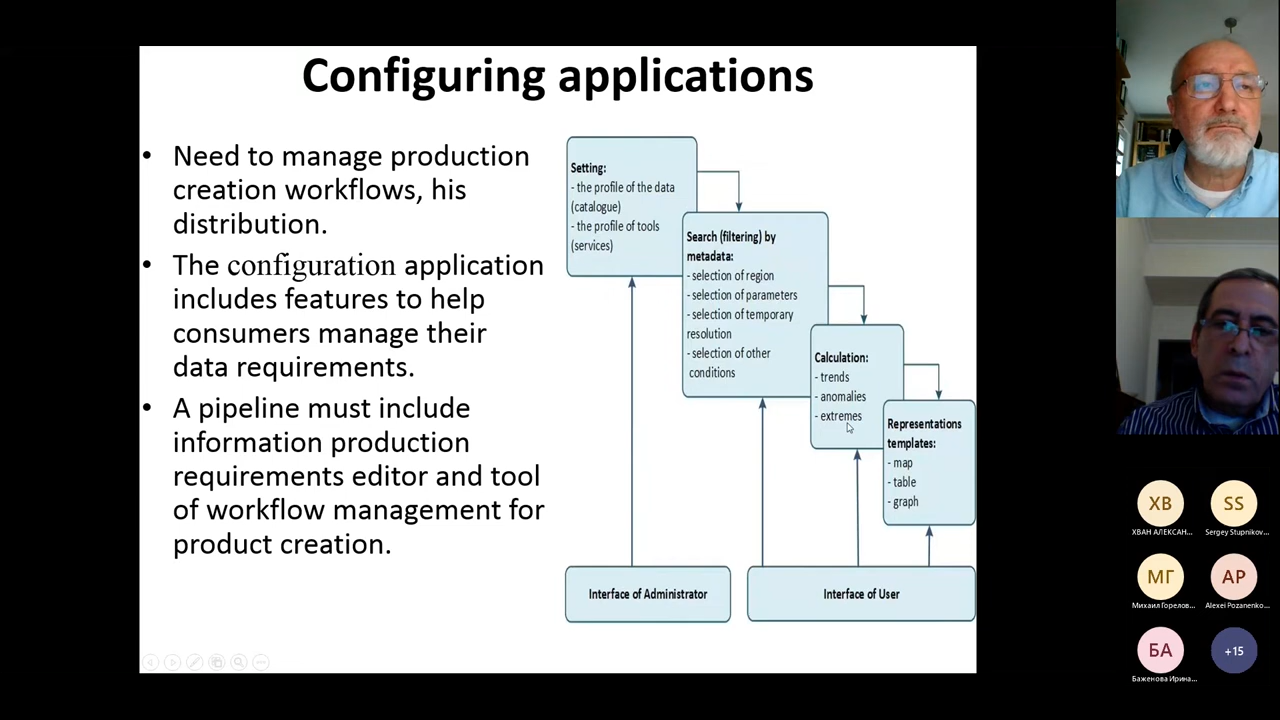 Configuring applications
• Need to manage production
creation workflows, his
distribution.
• The configuration application
includes features to help
consumers manage their
data requirements.
• A pipeline must include
information production
requirements editor and tool
of workflow management for
product creation.
Setting:
- the profile of the data
(catalogue)
- the profile of tools
(services)
Search (filtering) by
metadata:
- selection of region
- selection of parameters
- selection of temporary
resolution
- selection of other
conditions
Calculation:
- trends
- anomalies
- extremes
Representations
templates:
- map
- table
- graph
Interface of Administrator
Interface of User
ХВ
ХВАН АЛЕКСАН...
SS
Sergey Stupnikov...
МГ
Михаил Горелов...
AP
Alexei Pozanenko...
БА
Баженова Ирина...
+15